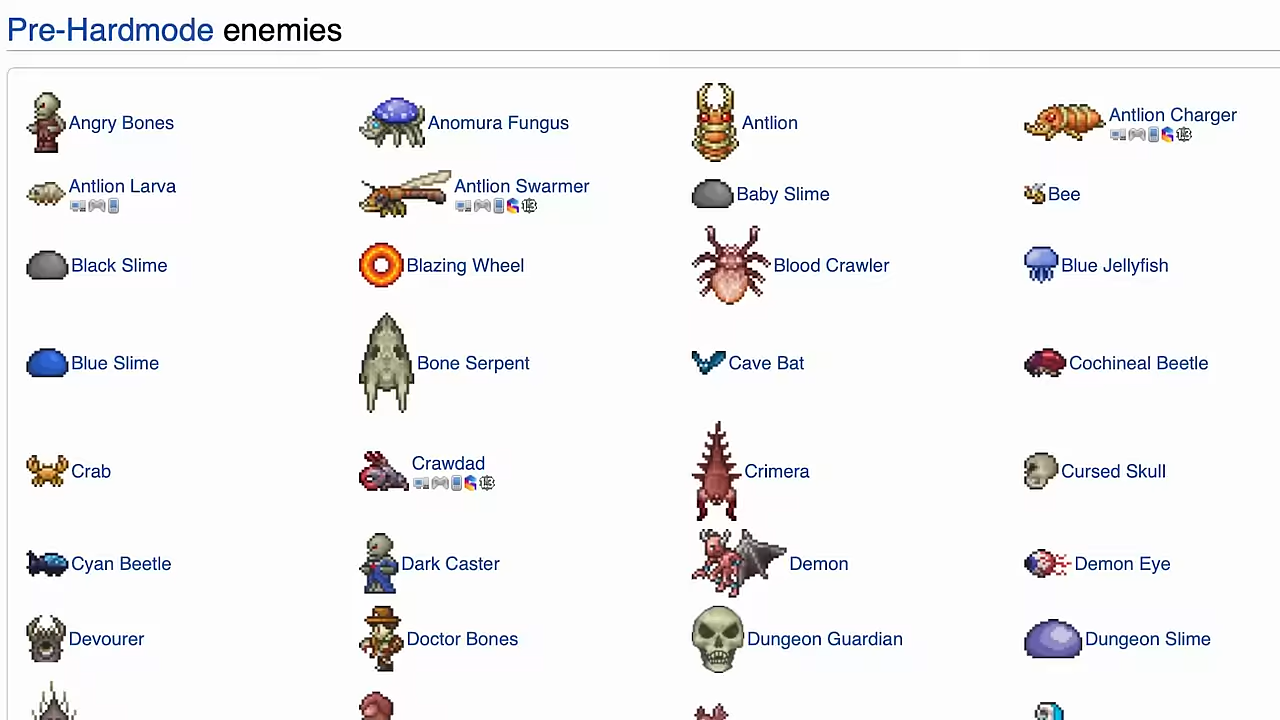 Pre-Hardmode enemies
Angry Bones
Anomura Fungus
Antlion
Antlion Charger
Antlion Larva
Antlion Swarmer
Baby Slime
Bee
Black Slime
Blazing Wheel
Blood Crawler
Blue Jellyfish
Blue Slime
Bone Serpent
Cave Bat
Cochineal Beetle
Crab
Crawdad
Crimera
Cursed Skull
Cyan Beetle
Dark Caster
Demon
Demon Eye
Devourer
Doctor Bones
Dungeon Guardian
Dungeon Slime